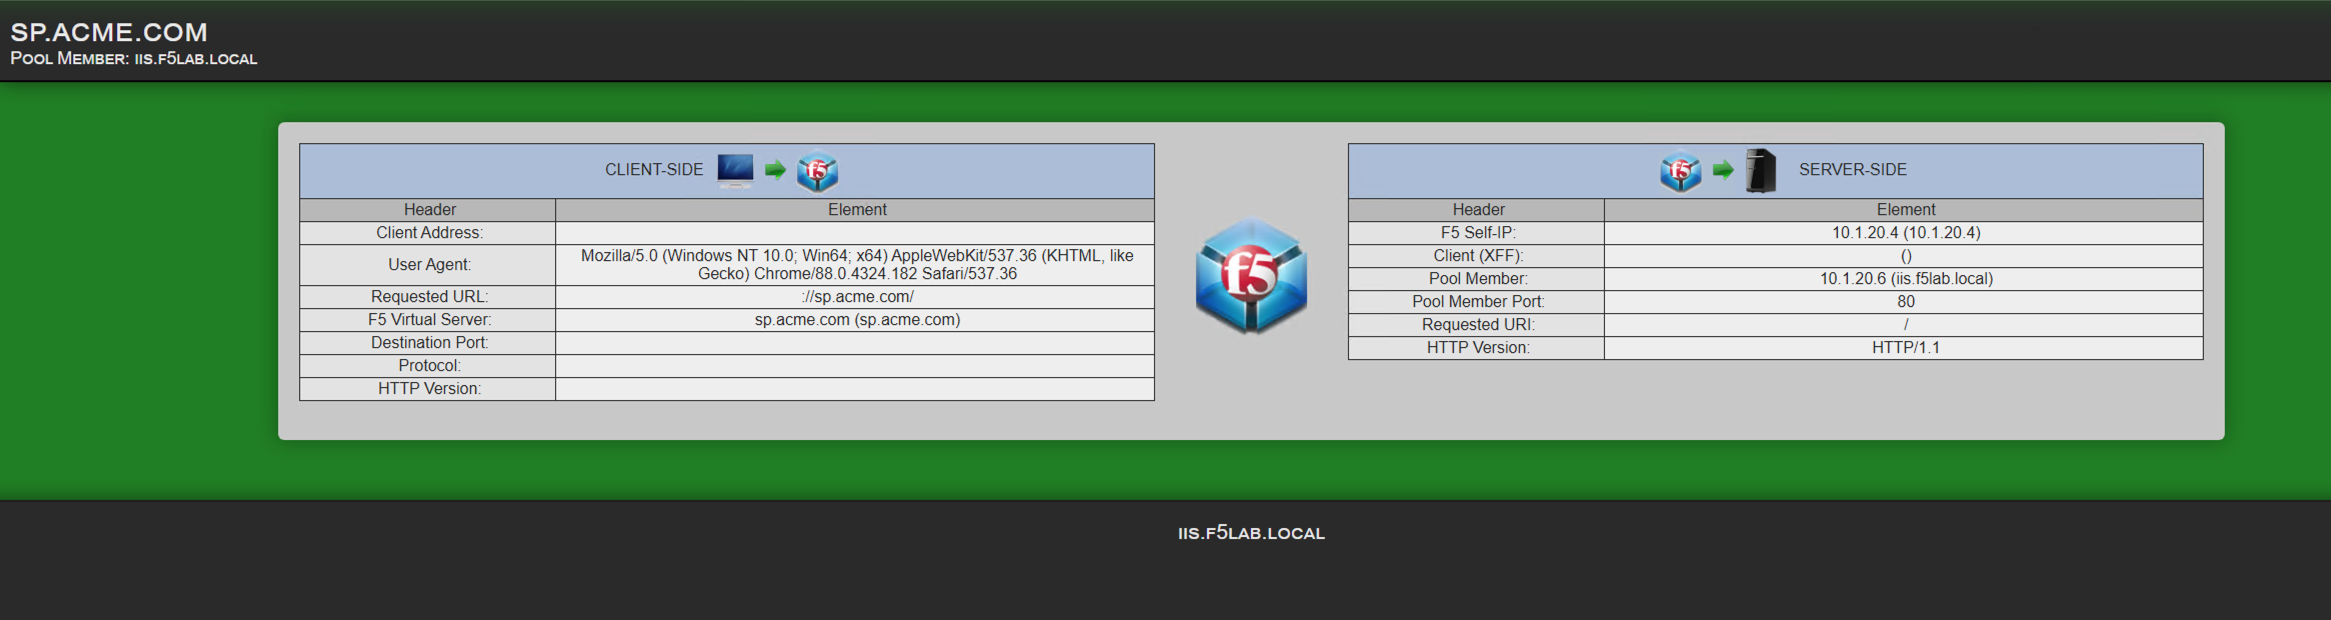 SP.ACME.COM
POOL MEMBER: IIS.F5LAB.LOCAL
CLIENT-SIDE f5
Header Element
Client Address:
User Agent: Mozilla/5.0 (Windows NT 10.0; Win64; x64) AppleWebKit/537.36 (KHTML, like
Gecko) Chrome/88.0.4324.182 Safari/537.36
Requested URL: ://sp.acme.com/
F5 Virtual Server: sp.acme.com (sp.acme.com)
Destination Port:
Protocol:
HTTP Version:
f5
f5 SERVER-SIDE
Header Element
F5 Self-IP: 10.1.20.4 (10.1.20.4)
Client (XFF): ()
Pool Member: 10.1.20.6 (iis.f5lab.local)
Pool Member Port: 80
Requested URI: /
HTTP Version: HTTP/1.1
IIS.F5LAB.LOCAL